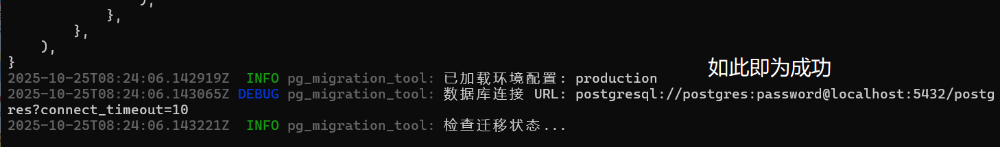 },
},
},
),
}
2025-10-25T08:24:06.142919Z  INFO pg_migration_tool: 已加载环境配置: production
如此即为成功
2025-10-25T08:24:06.143065Z DEBUG pg_migration_tool: 数据库连接 URL: postgresql://postgres:password@localhost:5432/postg
res?connect_timeout=10
2025-10-25T08:24:06.143221Z  INFO pg_migration_tool: 检查迁移状态...